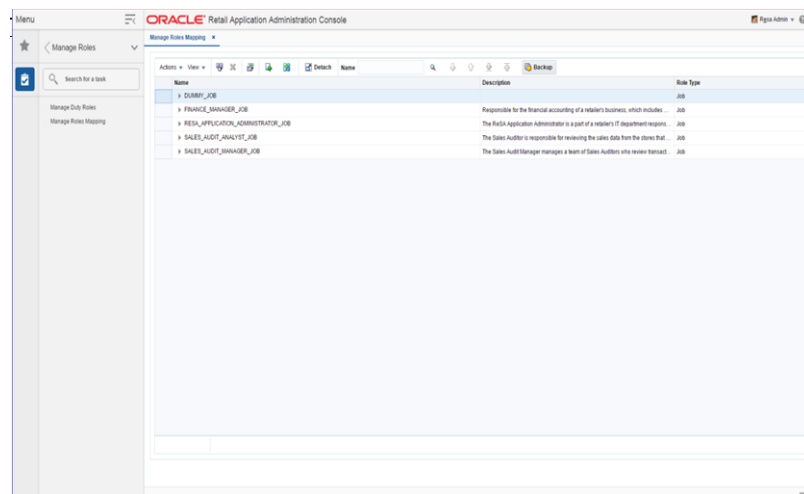 Menu
ORACLE® Retail Application Administration Console
Resa Admin
Manage Roles
Manage Roles Mapping ×
Search for a task
Manage Duty Roles
Manage Roles Mapping
Actions View Detach Name Backup
Name Description Role Type
DUMMY_JOB Job
FINANCE_MANAGER_JOB Responsible for the financial accounting of a retailer's business, which includes ... Job
RESA_APPLICATION_ADMINISTRATOR_JOB The ReSA Application Administrator is a part of a retailer's IT department respons... Job
SALES_AUDIT_ANALYST_JOB The Sales Auditor is responsible for reviewing the sales data from the stores that ... Job
SALES_AUDIT_MANAGER_JOB The Sales Audit Manager manages a team of Sales Auditors who review transact... Job